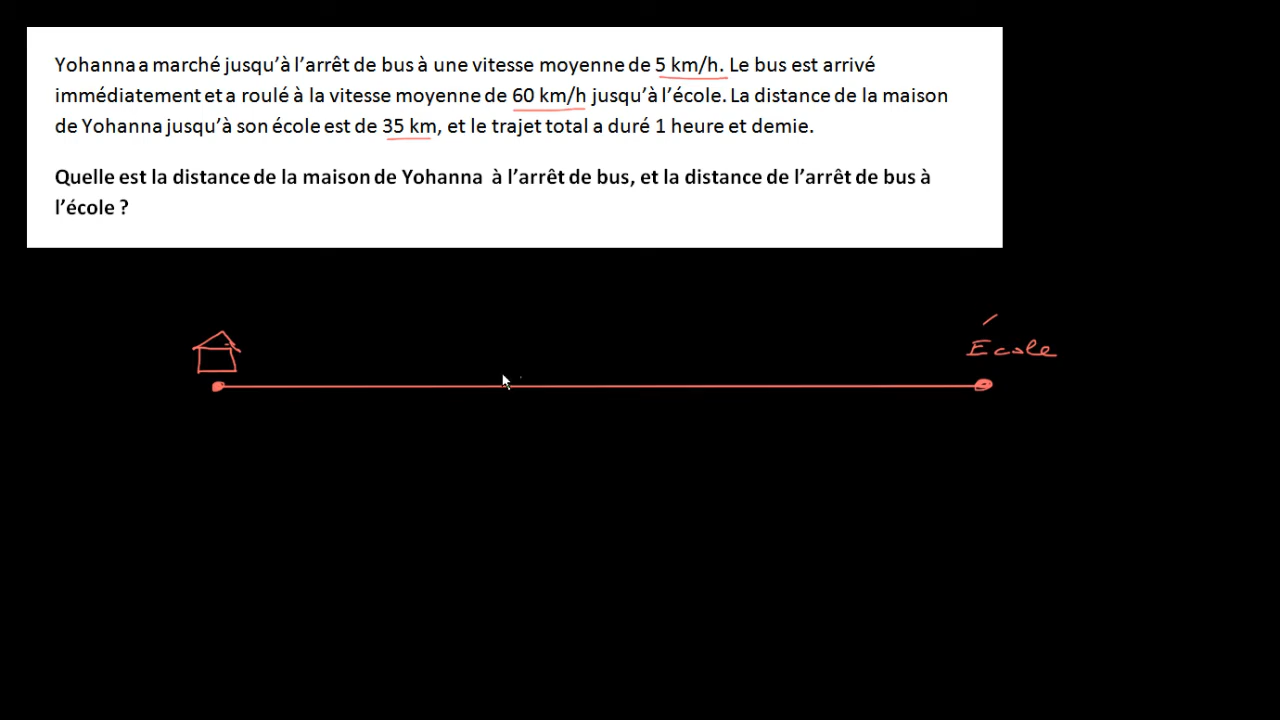 Yohanna a marché jusqu’à l’arrêt de bus à une vitesse moyenne de 5 km/h. Le bus est arrivé
immédiatement et a roulé à la vitesse moyenne de 60 km/h jusqu’à l’école. La distance de la maison
de Yohanna jusqu’à son école est de 35 km, et le trajet total a duré 1 heure et demie.
Quelle est la distance de la maison de Yohanna à l’arrêt de bus, et la distance de l’arrêt de bus à
l’école ?
École